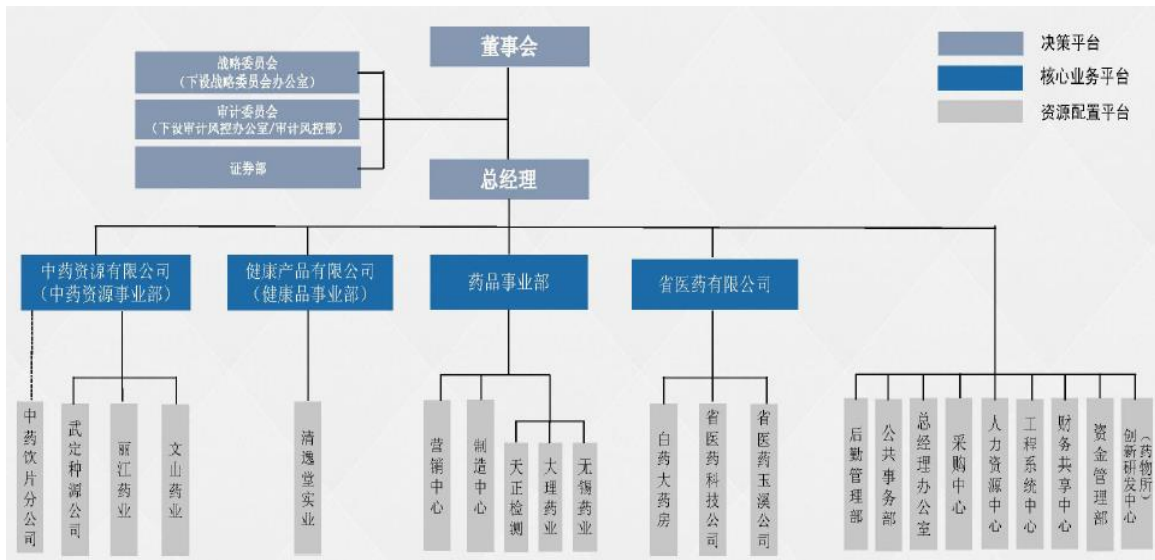 董事会
战略委员会
（下设战略委员会办公室）
审计委员会
（下设审计风控办公室/审计风控部）
证券部
总经理
决策平台
核心业务平台
资源配置平台
中药资源有限公司
（中药资源事业部）
健康产品有限公司
（健康品事业部）
药品事业部
省医药有限公司
中药饮片分公司
武定种源公司
丽江药业
文山药业
清逸堂实业
营销中心
制造中心
天正检测
大理药业
无锡药业
白药大药房
省医药科技公司
省医药玉溪公司
后勤管理部
公共事务部
总经理办公室
采购中心
人力资源中心
工程系统中心
财务共享中心
资金管理部
创新研发中心
（药物所）